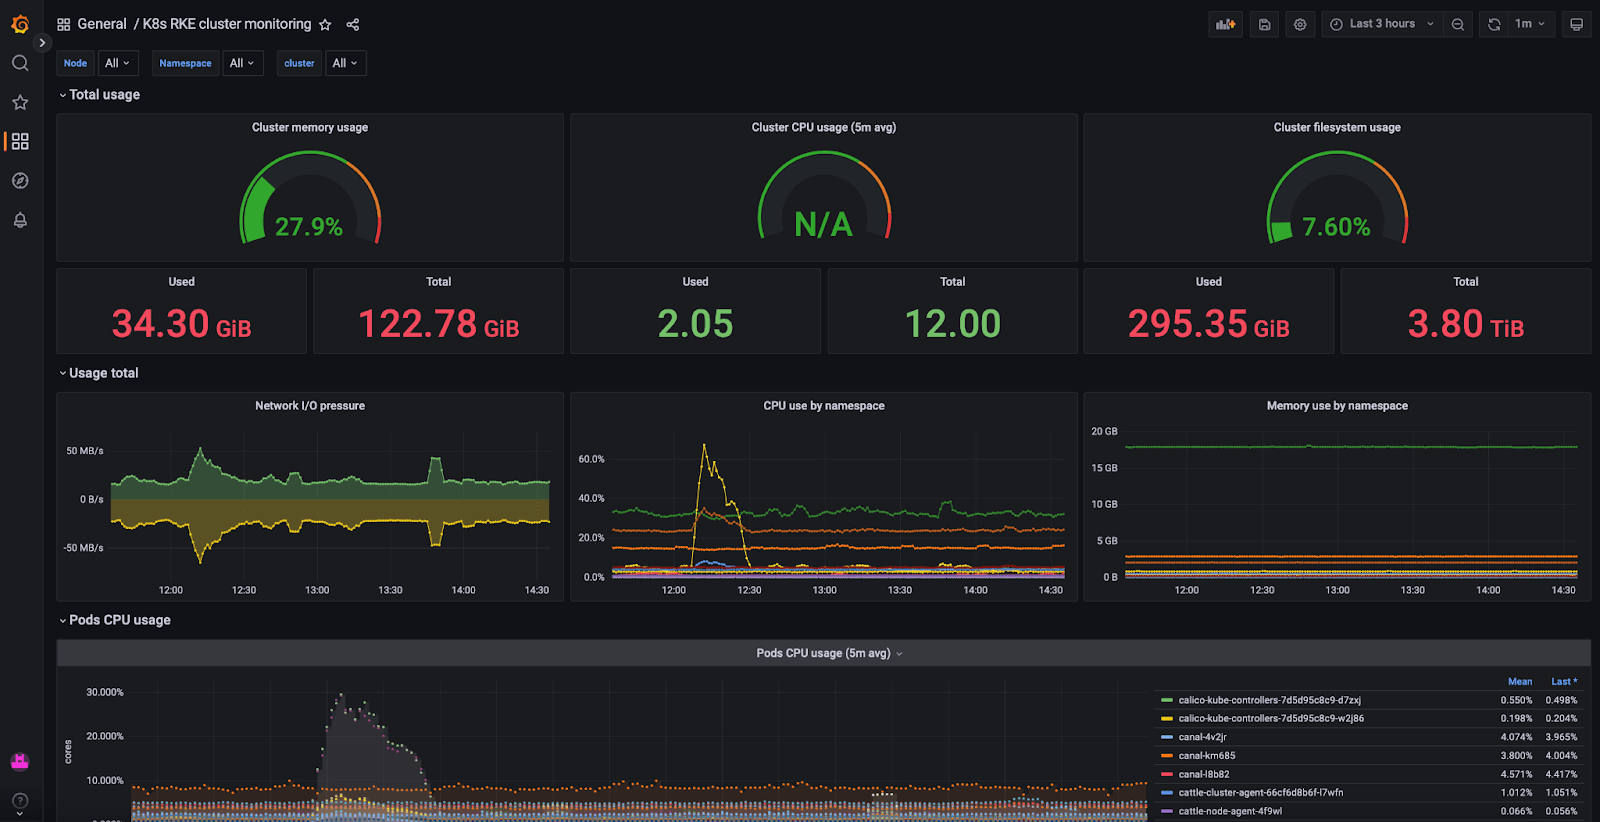 General / K8s RKE cluster monitoring
Last 3 hours
1m
Node All Namespace All cluster All
Total usage
Cluster memory usage
27.9%
Cluster CPU usage (5m avg)
N/A
Cluster filesystem usage
7.60%
Used
34.30 GiB
Total
122.78 GiB
Used
2.05
Total
12.00
Used
295.35 GiB
Total
3.80 TiB
Usage total
Network I/O pressure
50 MB/s
0 B/s
-50 MB/s
12:00 12:30 13:00 13:30 14:00 14:30
CPU use by namespace
60.0%
40.0%
20.0%
0.0%
12:00 12:30 13:00 13:30 14:00 14:30
Memory use by namespace
20 GB
15 GB
10 GB
5 GB
0 B
12:00 12:30 13:00 13:30 14:00 14:30
Pods CPU usage
Pods CPU usage (5m avg)
cores
30.000%
20.000%
10.000%
Mean Last *
calico-kube-controllers-7d5d95c8c9-d7zxj 0.550% 0.498%
calico-kube-controllers-7d5d95c8c9-w2j86 0.198% 0.204%
canal-4v2jr 4.074% 3.965%
canal-km685 3.800% 4.004%
canal-l8b82 4.571% 4.417%
cattle-cluster-agent-66cf6d8b6f-l7wfn 1.012% 1.051%
cattle-node-agent-4f9wl 0.066% 0.056%